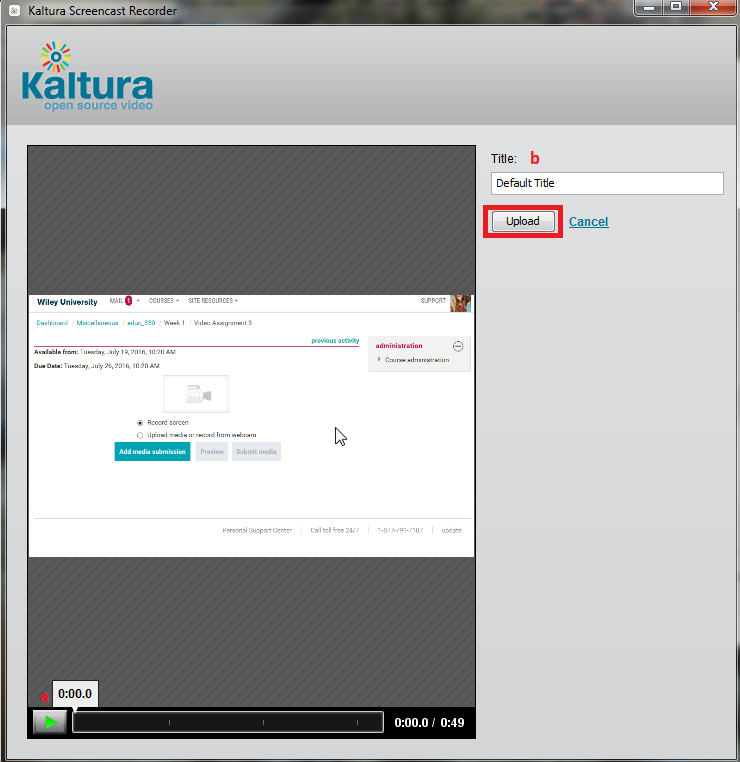 Kaltura Screencast Recorder
Kaltura
open source video
Title: b
Default Title
Upload Cancel
Wiley University MAIL 1 COURSES SITE RESOURCES SUPPORT
Dashboard / Miscellaneous / educ_330 / Week 1 / Video Assignment 3
previous activity
administration
Course administration
Available from: Tuesday, July 19, 2016, 10:20 AM
Due Date: Tuesday, July 26, 2016, 10:20 AM
Record screen
Upload media or record from webcam
Add media submission Preview Submit media
Personal Support Center Call toll free 24/7 1-877-791-7187 update
a 0:00.0
0:00.0 / 0:49